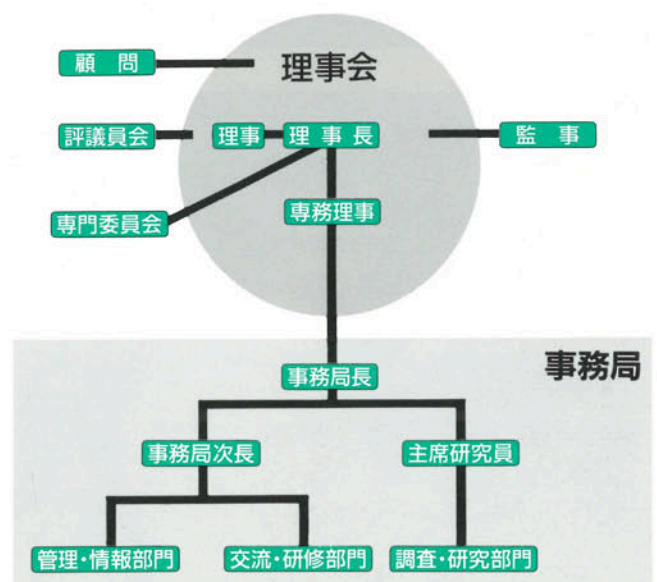 顧問
理事会
評議員会
理事
理事長
監事
専門委員会
専務理事
事務局
事務局長
事務局次長
主席研究員
管理・情報部門
交流・研修部門
調査・研究部門